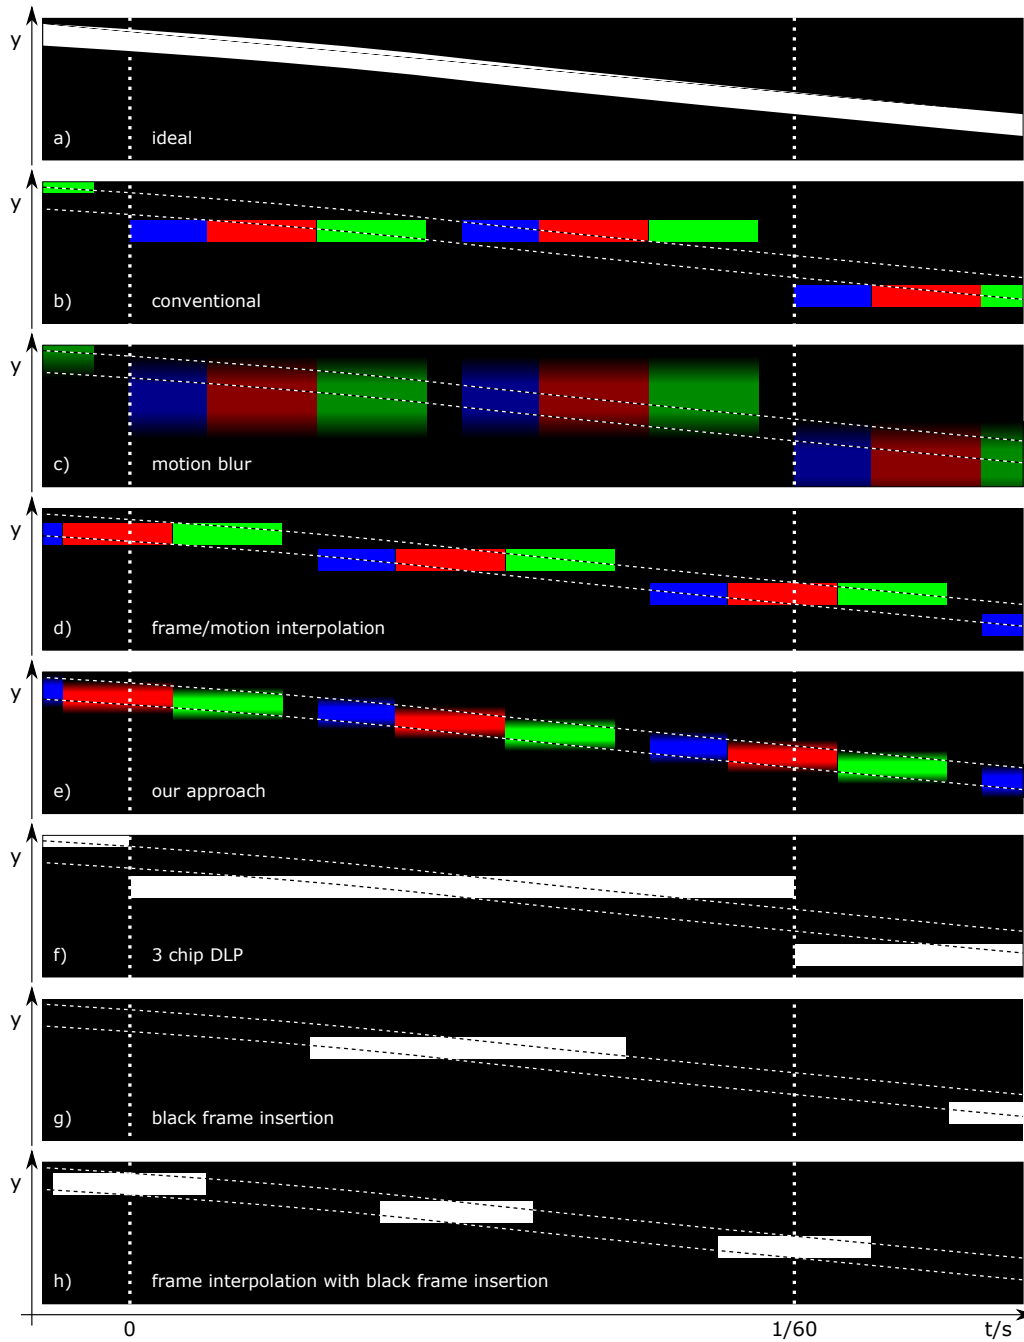 y
a) ideal
y
b) conventional
y
c) motion blur
y
d) frame/motion interpolation
y
e) our approach
y
f) 3 chip DLP
y
g) black frame insertion
y
h) frame interpolation with black frame insertion
0 1/60 t/s